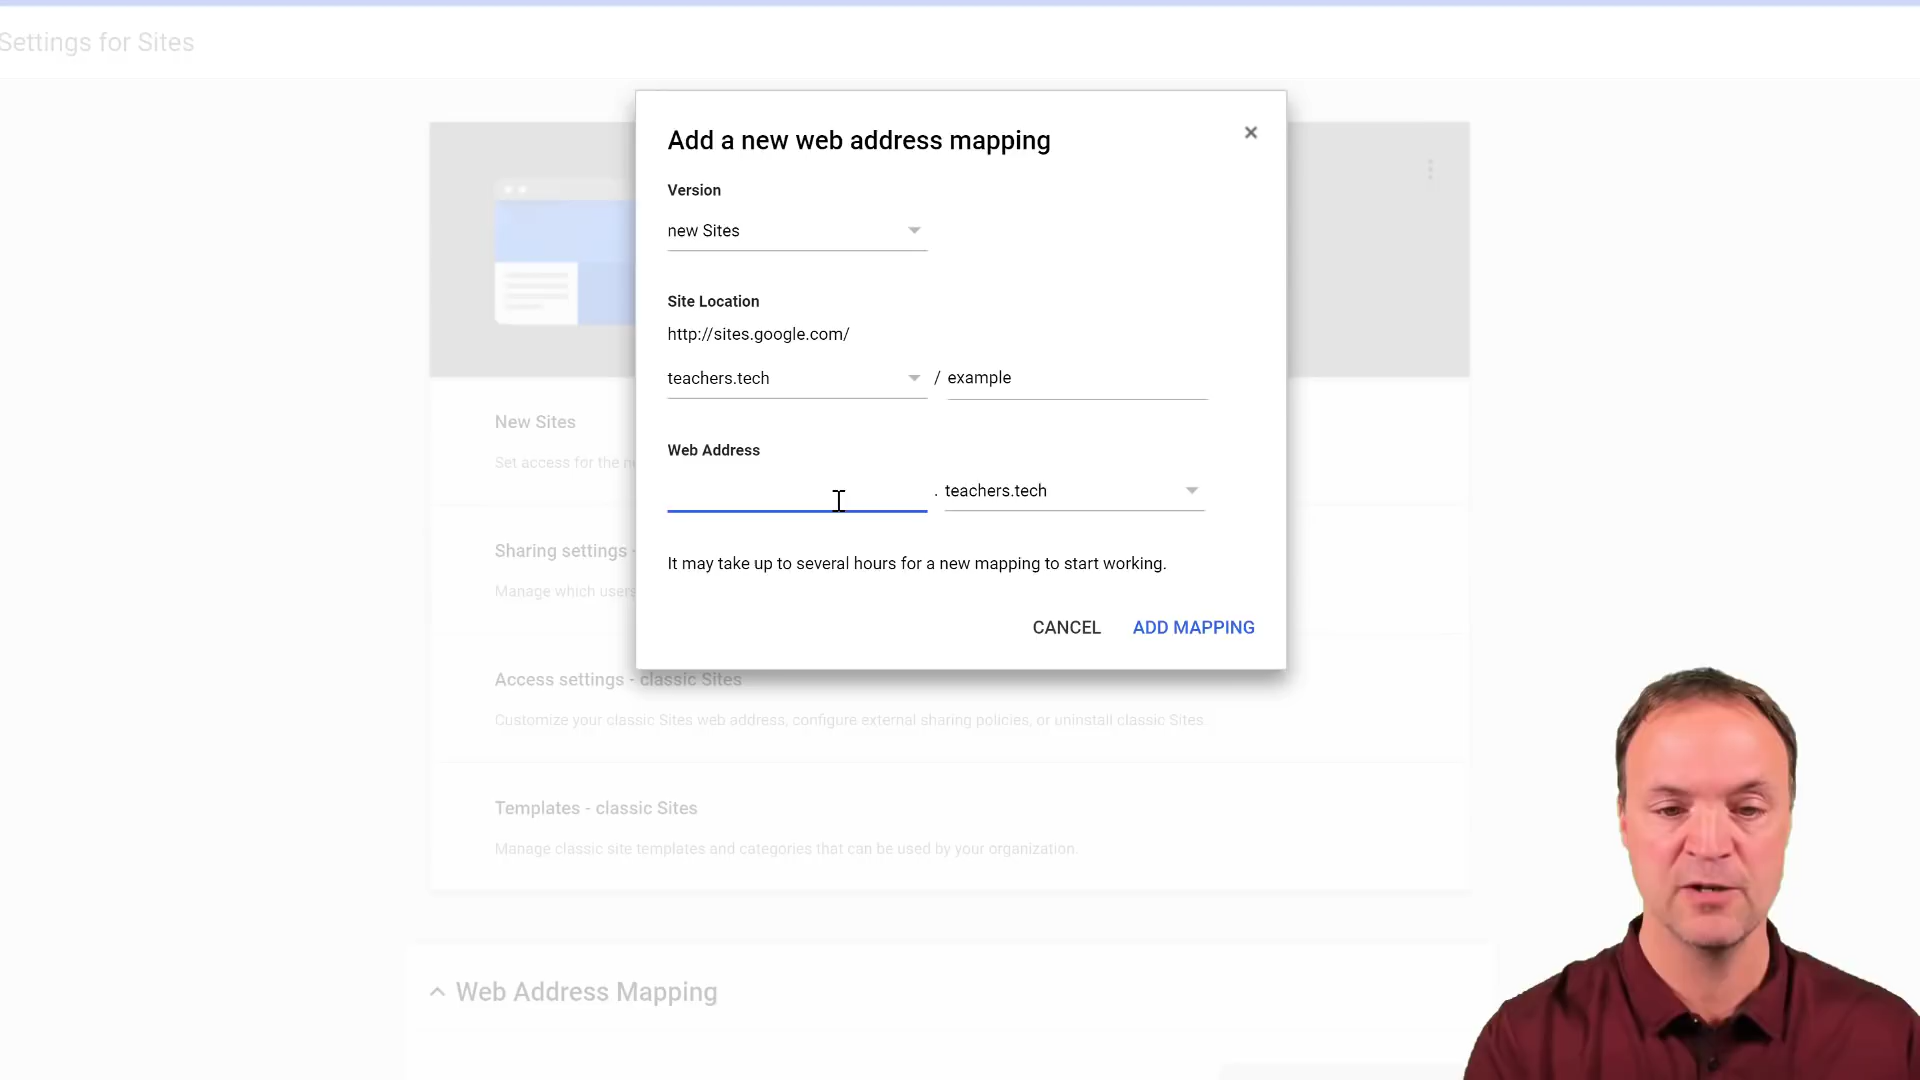 Settings for Sites
Add a new web address mapping
Version
new Sites
Site Location
http://sites.google.com/
teachers.tech / example
Web Address
. teachers.tech
It may take up to several hours for a new mapping to start working.
CANCEL ADD MAPPING
New Sites
Set access for the
Sharing settings -
Manage which users
Access settings - classic Sites
Customize your classic Sites web address, configure external sharing policies, or uninstall classic Sites.
Templates - classic Sites
Manage classic site templates and categories that can be used by your organization.
Web Address Mapping